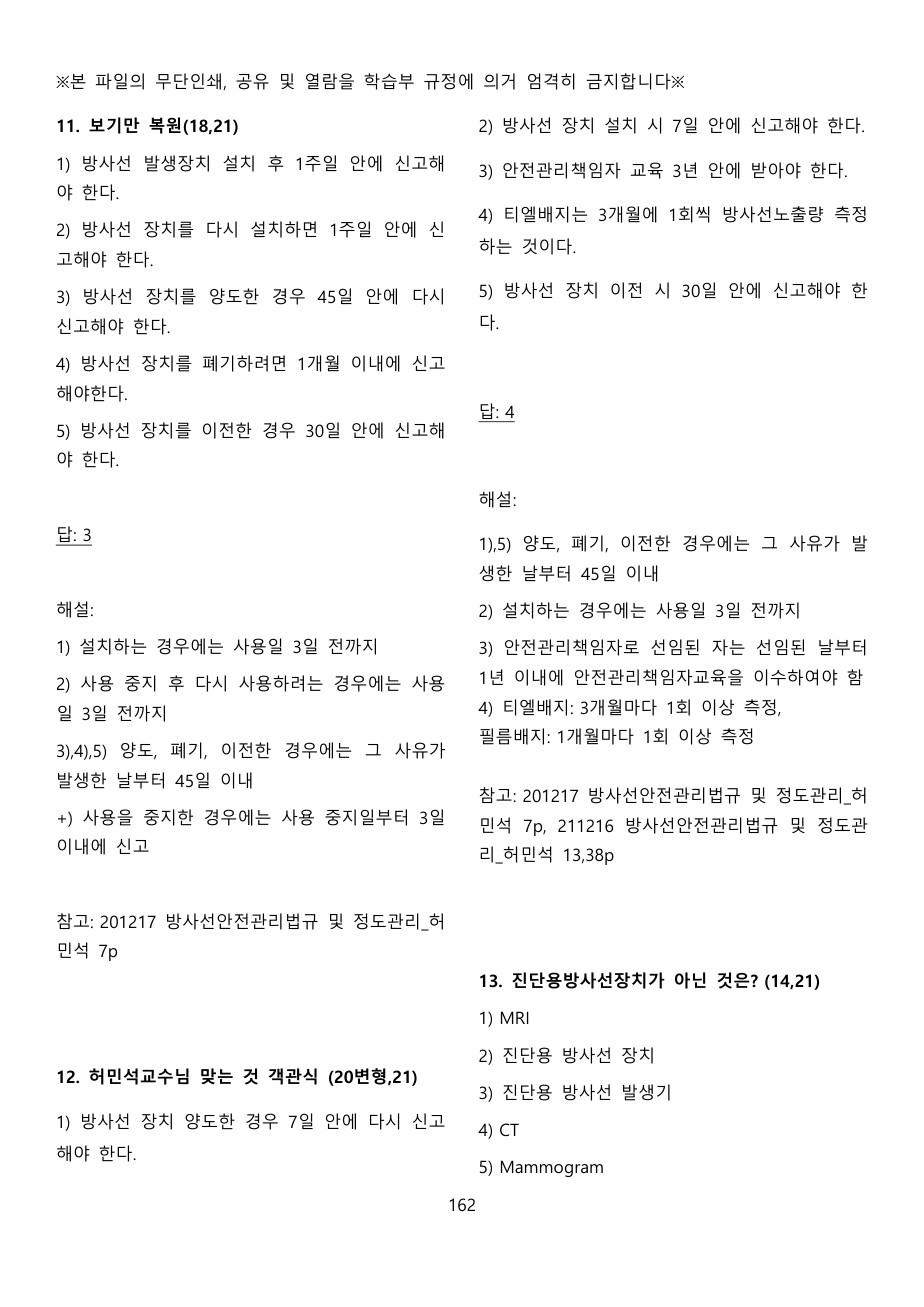 ※본 파일의 무단인쇄, 공유 및 열람을 학습부 규정에 의거 엄격히 금지합니다※
11. 보기만 복원(18,21)
1) 방사선 발생장치 설치 후 1주일 안에 신고해
야 한다.
2) 방사선 장치를 다시 설치하면 1주일 안에 신
고해야 한다.
3) 방사선 장치를 양도한 경우 45일 안에 다시
신고해야 한다.
4) 방사선 장치를 폐기하려면 1개월 이내에 신고
해야한다.
5) 방사선 장치를 이전한 경우 30일 안에 신고해
야 한다.
답: 3
해설:
1) 설치하는 경우에는 사용일 3일 전까지
2) 사용 중지 후 다시 사용하려는 경우에는 사용
일 3일 전까지
3),4),5) 양도, 폐기, 이전한 경우에는 그 사유가
발생한 날부터 45일 이내
+) 사용을 중지한 경우에는 사용 중지일부터 3일
이내에 신고
참고: 201217 방사선안전관리법규 및 정도관리_허
민석 7p
12. 허민석교수님 맞는 것 객관식 (20변형,21)
1) 방사선 장치 양도한 경우 7일 안에 다시 신고
해야 한다.
2) 방사선 장치 설치 시 7일 안에 신고해야 한다.
3) 안전관리책임자 교육 3년 안에 받아야 한다.
4) 티엘배지는 3개월에 1회씩 방사선노출량 측정
하는 것이다.
5) 방사선 장치 이전 시 30일 안에 신고해야 한
다.
답: 4
해설:
1),5) 양도, 폐기, 이전한 경우에는 그 사유가 발
생한 날부터 45일 이내
2) 설치하는 경우에는 사용일 3일 전까지
3) 안전관리책임자로 선임된 자는 선임된 날부터
1년 이내에 안전관리책임자교육을 이수하여야 함
4) 티엘배지: 3개월마다 1회 이상 측정,
필름배지: 1개월마다 1회 이상 측정
참고: 201217 방사선안전관리법규 및 정도관리_허
민석 7p, 211216 방사선안전관리법규 및 정도관
리_허민석 13,38p
13. 진단용방사선장치가 아닌 것은? (14,21)
1) MRI
2) 진단용 방사선 장치
3) 진단용 방사선 발생기
4) CT
5) Mammogram
162